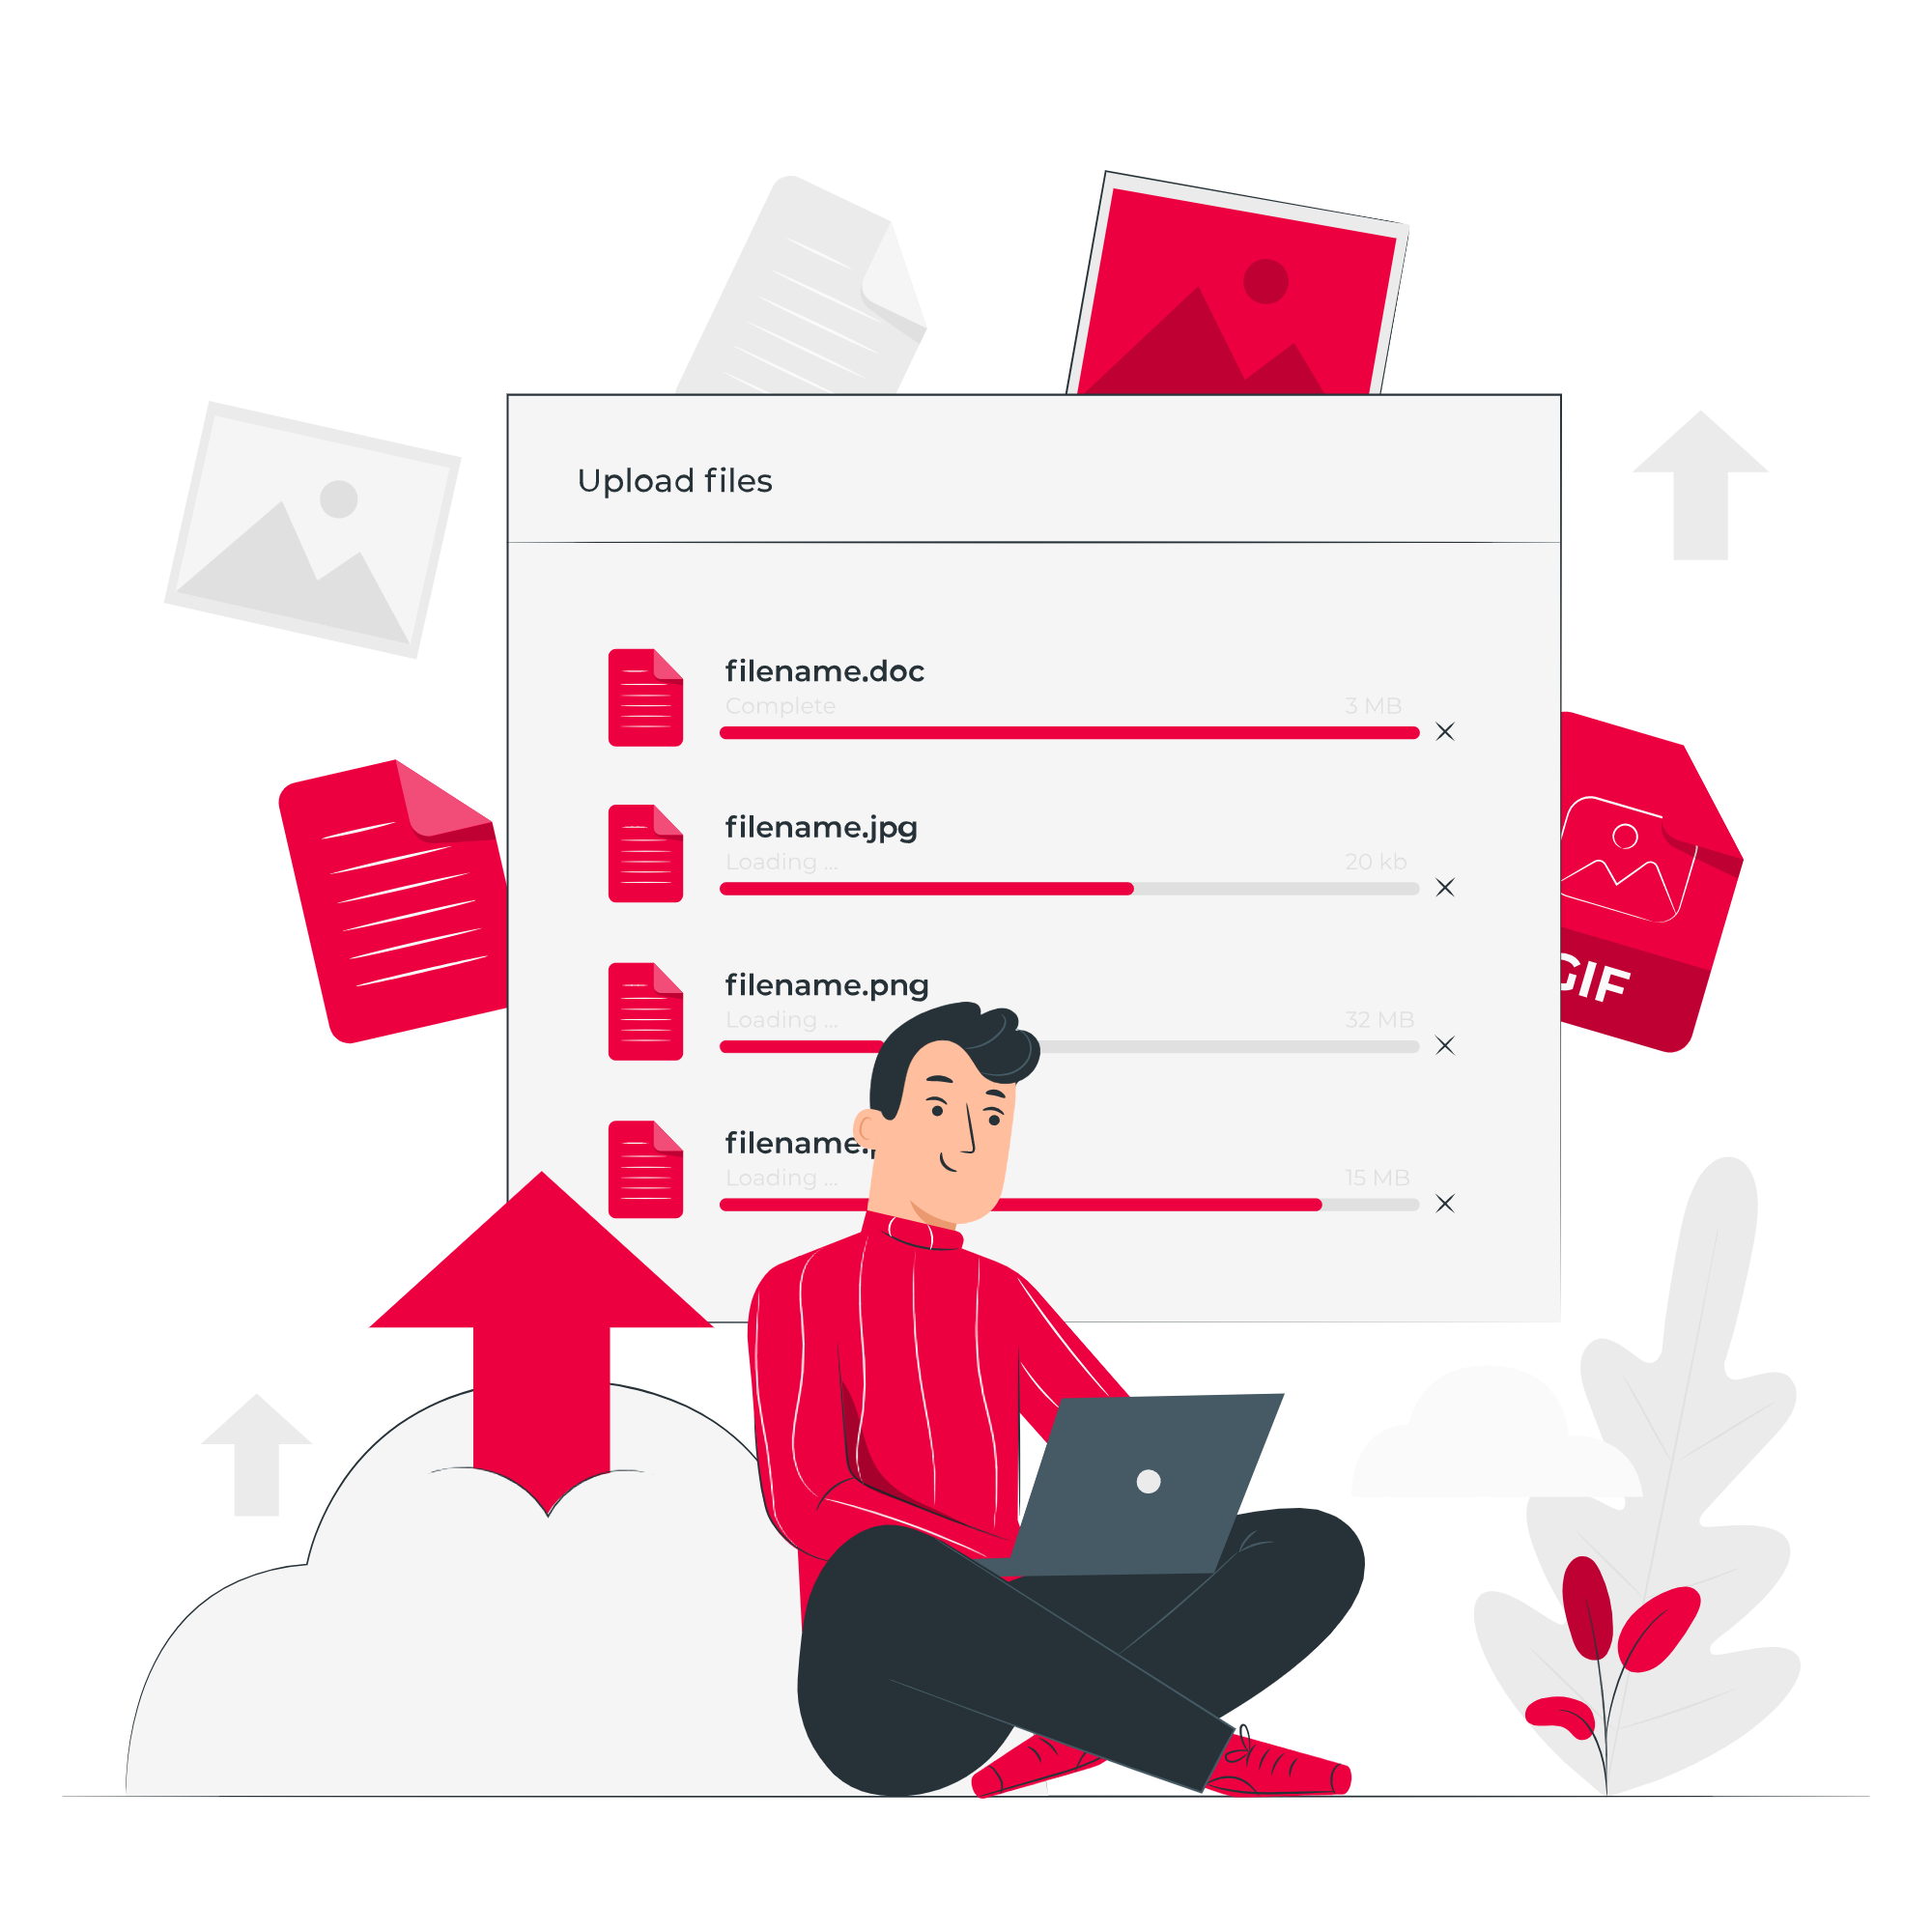 Upload files
filename.doc
Complete 3 MB
filename.jpg
Loading ... 20 kb
GIF
filename.png
Loading ... 32 MB
filename.
Loading ... 15 MB